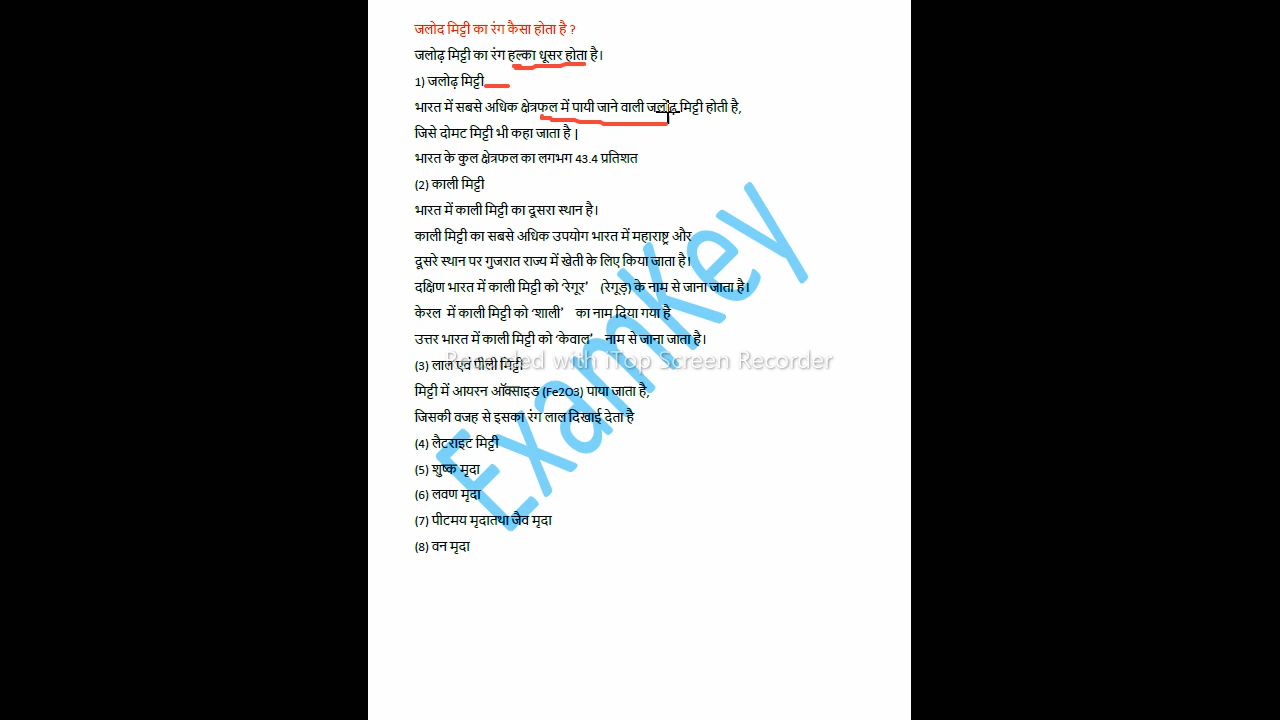 जलोद मिट्टी का रंग कैसा होता है ?
जलोढ़ मिट्टी का रंग हल्का धूसर होता है।
1) जलोढ़ मिट्टी
भारत में सबसे अधिक क्षेत्रफल में पायी जाने वाली जलोढ़ मिट्टी होती है,
जिसे दोमट मिट्टी भी कहा जाता है |
भारत के कुल क्षेत्रफल का लगभग 43.4 प्रतिशत
(2) काली मिट्टी
भारत में काली मिट्टी का दूसरा स्थान है।
काली मिट्टी का सबसे अधिक उपयोग भारत में महाराष्ट्र और
दूसरे स्थान पर गुजरात राज्य में खेती के लिए किया जाता है।
दक्षिण भारत में काली मिट्टी को ‘रेगूर’ (रेगूड़) के नाम से जाना जाता है।
केरल में काली मिट्टी को ‘शाली’ का नाम दिया गया है
उत्तर भारत में काली मिट्टी को ‘केवाल’ नाम से जाना जाता है।
Recorded with iTop Screen Recorder
(3) लाल एवं पीली मिट्टी
मिट्टी में आयरन ऑक्साइड (Fe2O3) पाया जाता है,
जिसकी वजह से इसका रंग लाल दिखाई देता है
(4) लैटराइट मिट्टी
(5) शुष्क मृदा
(6) लवण मृदा
(7) पीटमय मृदातथा जैव मृदा
(8) वन मृदा
ExamKey